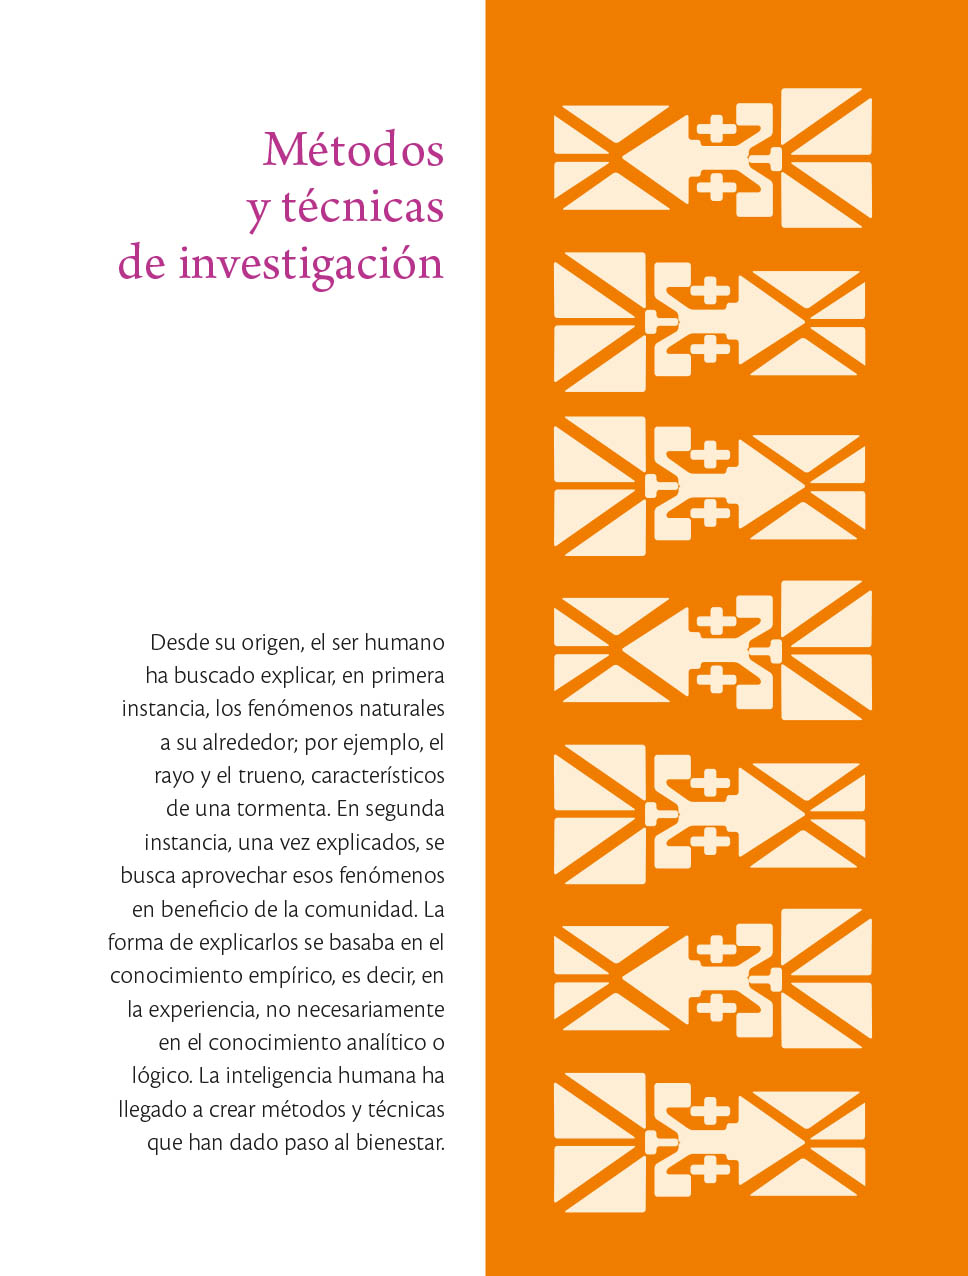 Métodos
y técnicas
de investigación
Desde su origen, el ser humano
ha buscado explicar, en primera
instancia, los fenómenos naturales
a su alrededor; por ejemplo, el
rayo y el trueno, característicos
de una tormenta. En segunda
instancia, una vez explicados, se
busca aprovechar esos fenómenos
en beneficio de la comunidad. La
forma de explicarlos se basaba en el
conocimiento empírico, es decir, en
la experiencia, no necesariamente
en el conocimiento analítico o
lógico. La inteligencia humana ha
llegado a crear métodos y técnicas
que han dado paso al bienestar.